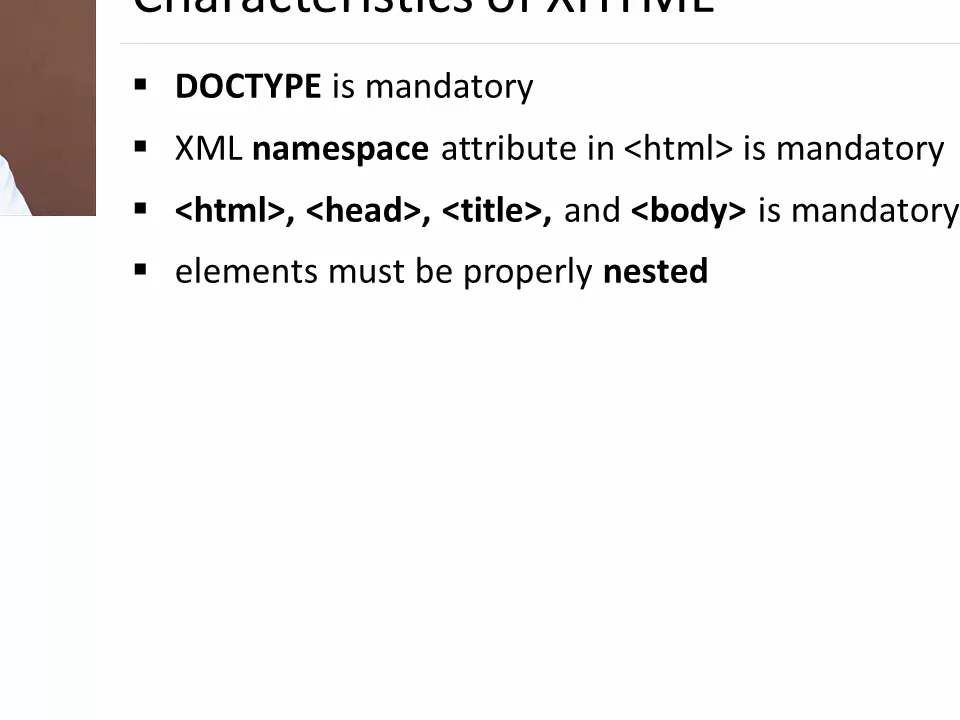 Characteristics of XHTML
▪ DOCTYPE is mandatory
▪ XML namespace attribute in <html> is mandatory
▪ <html>, <head>, <title>, and <body> is mandatory
▪ elements must be properly nested